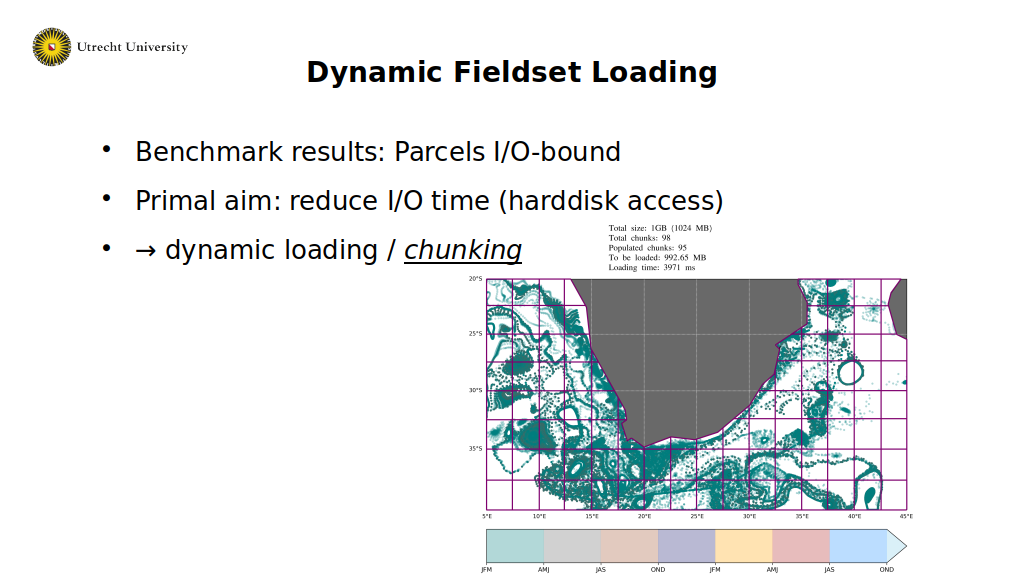 Utrecht University
Dynamic Fieldset Loading
• Benchmark results: Parcels I/O-bound
• Primal aim: reduce I/O time (harddisk access)
• → dynamic loading / chunking
Total size: 1GB (1024 MB)
Total chunks: 98
Populated chunks: 95
To be loaded: 992.65 MB
Loading time: 3971 ms
20°S
25°S
30°S
35°S
5°E 10°E 15°E 20°E 25°E 30°E 35°E 40°E 45°E
JFM AMJ JAS OND JFM AMJ JAS OND